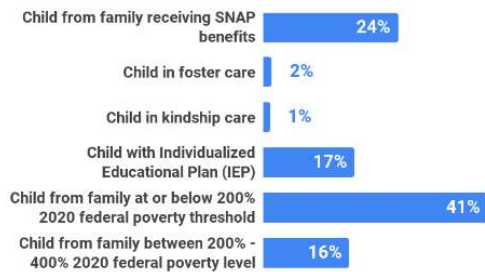 Child from family receiving SNAP
benefits
24%
Child in foster care
2%
Child in kindship care
1%
Child with Individualized
Educational Plan (IEP)
17%
Child from family at or below 200%
2020 federal poverty threshold
41%
Child from family between 200% -
400% 2020 federal poverty level
16%